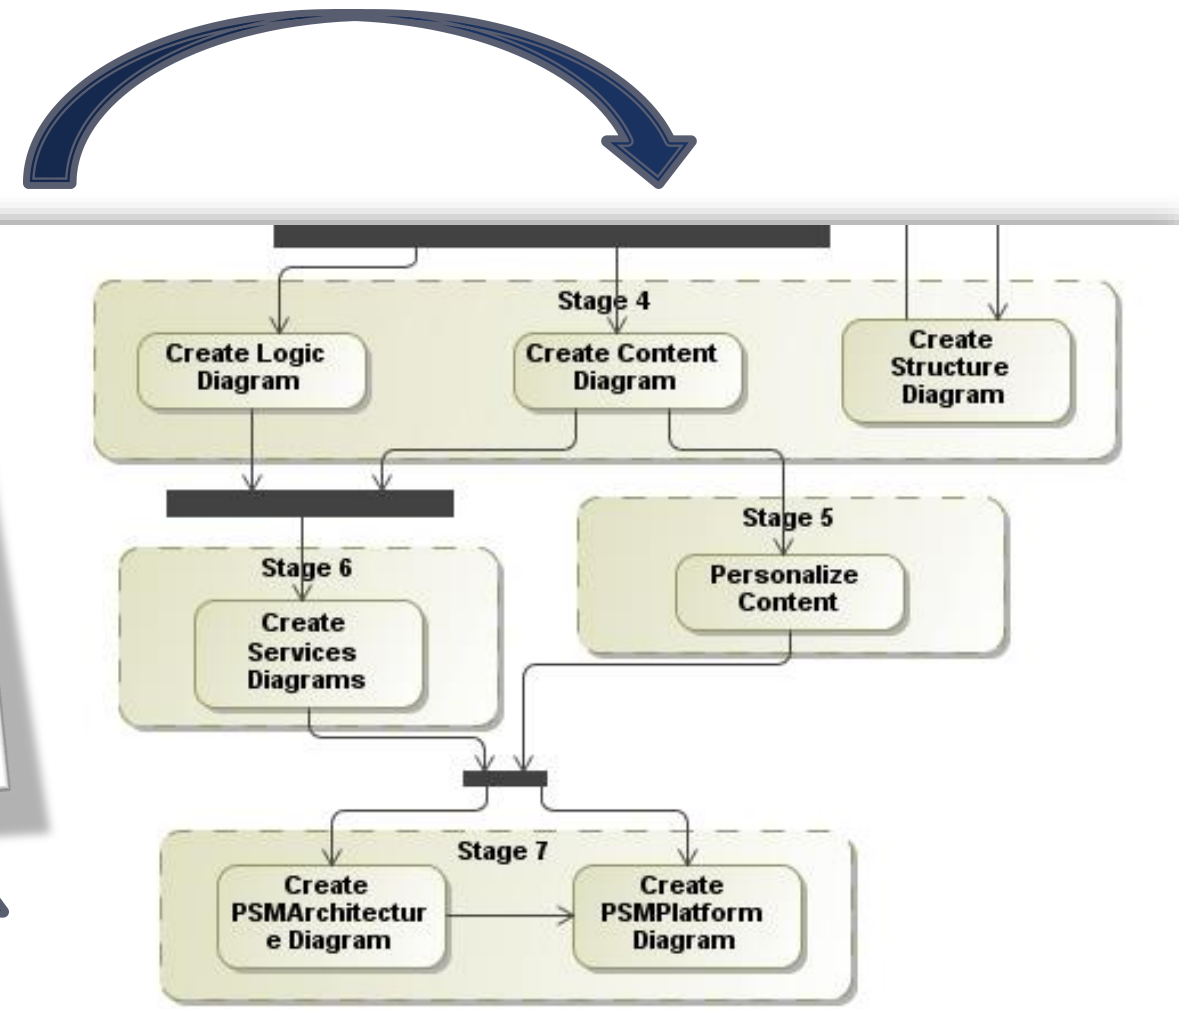 Stage 4
Create Logic
Diagram
Create Content
Diagram
Create
Structure
Diagram
Stage 5
Personalize
Content
Stage 6
Create
Services
Diagrams
Stage 7
Create
PSMArchitectur
e Diagram
Create
PSMPlatform
Diagram